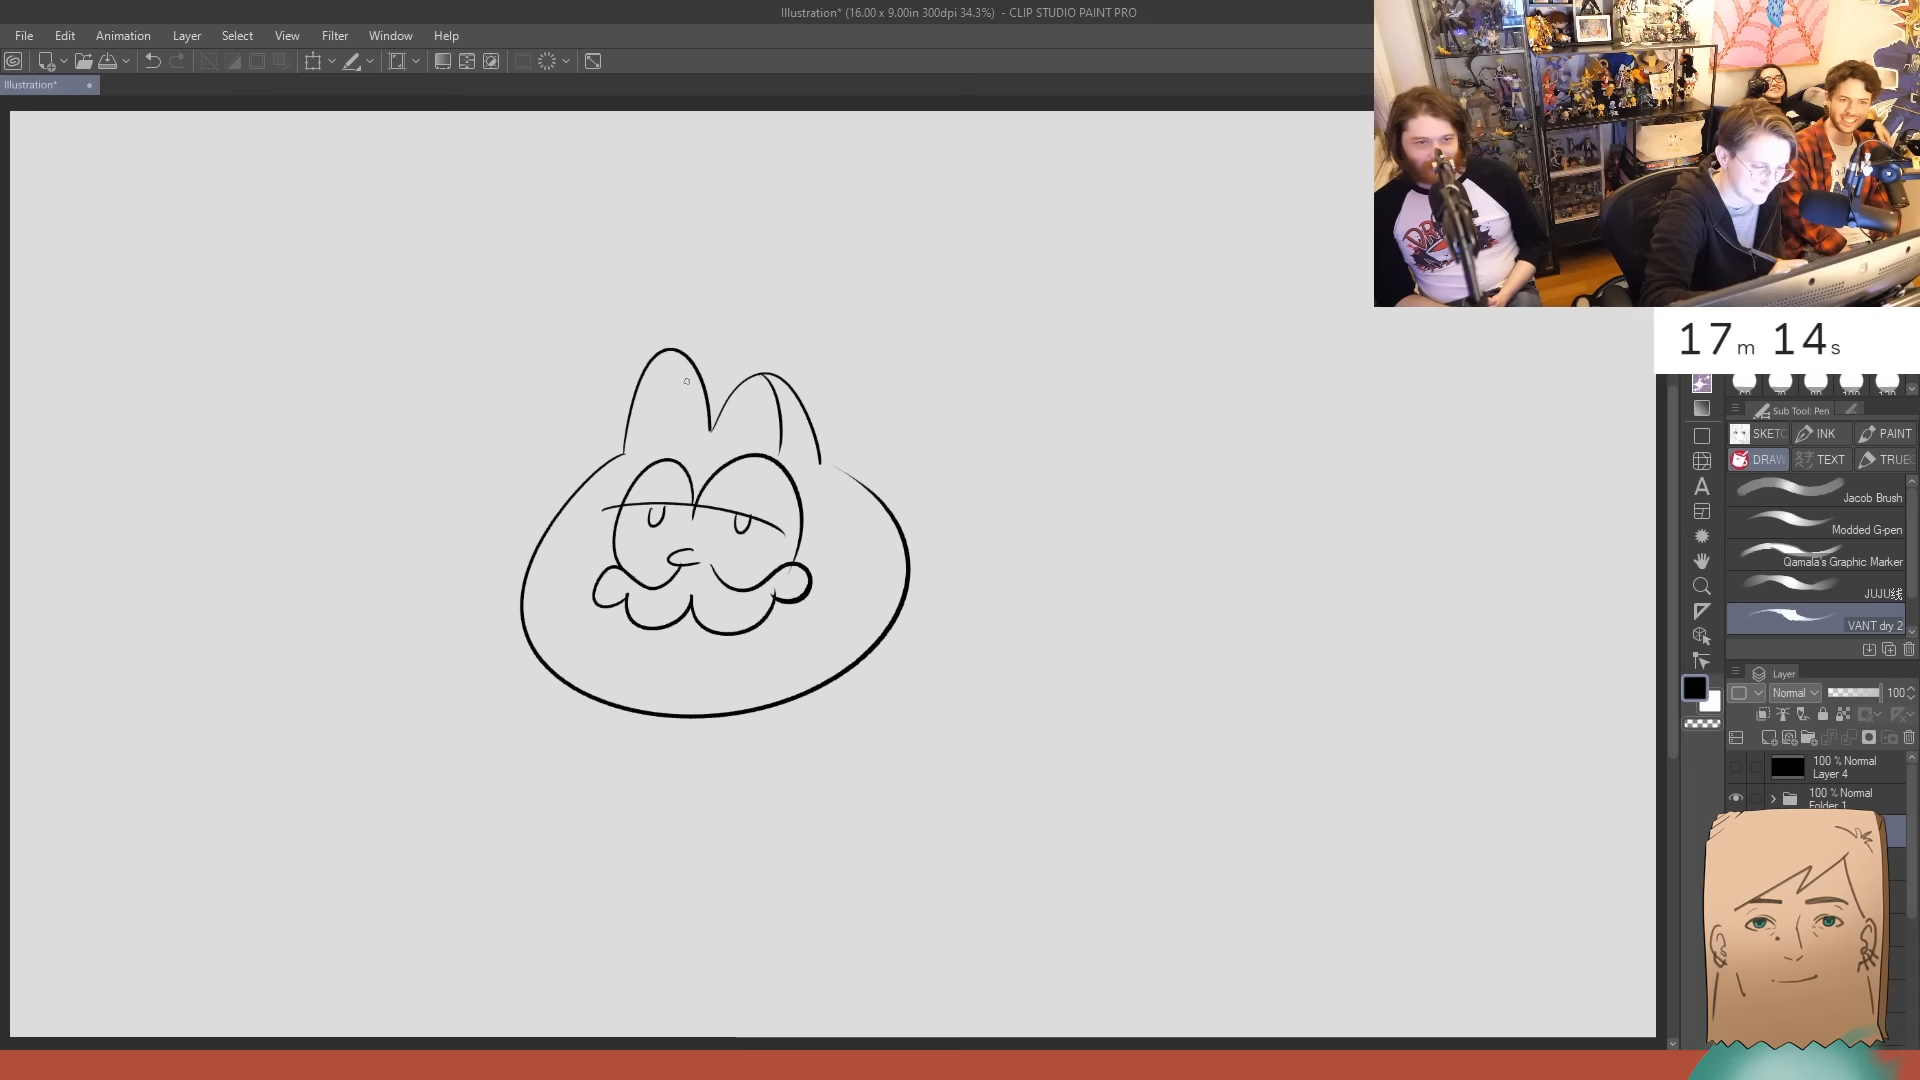 Illustration* (16.00 x 9.00in 300dpi 34.3%) - CLIP STUDIO PAINT PRO
File Edit Animation Layer Select View Filter Window Help
Illustration*
17m 14s
Sub Tool: Pen
SKETC INK PAINT
DRAW TEXT TRUE
Jacob Brush
Modded G-pen
Qamala's Graphic Marker
JUJU线
VANT dry 2
Layer
Normal 100
100 % Normal
Layer 4
100 % Normal
Folder 1